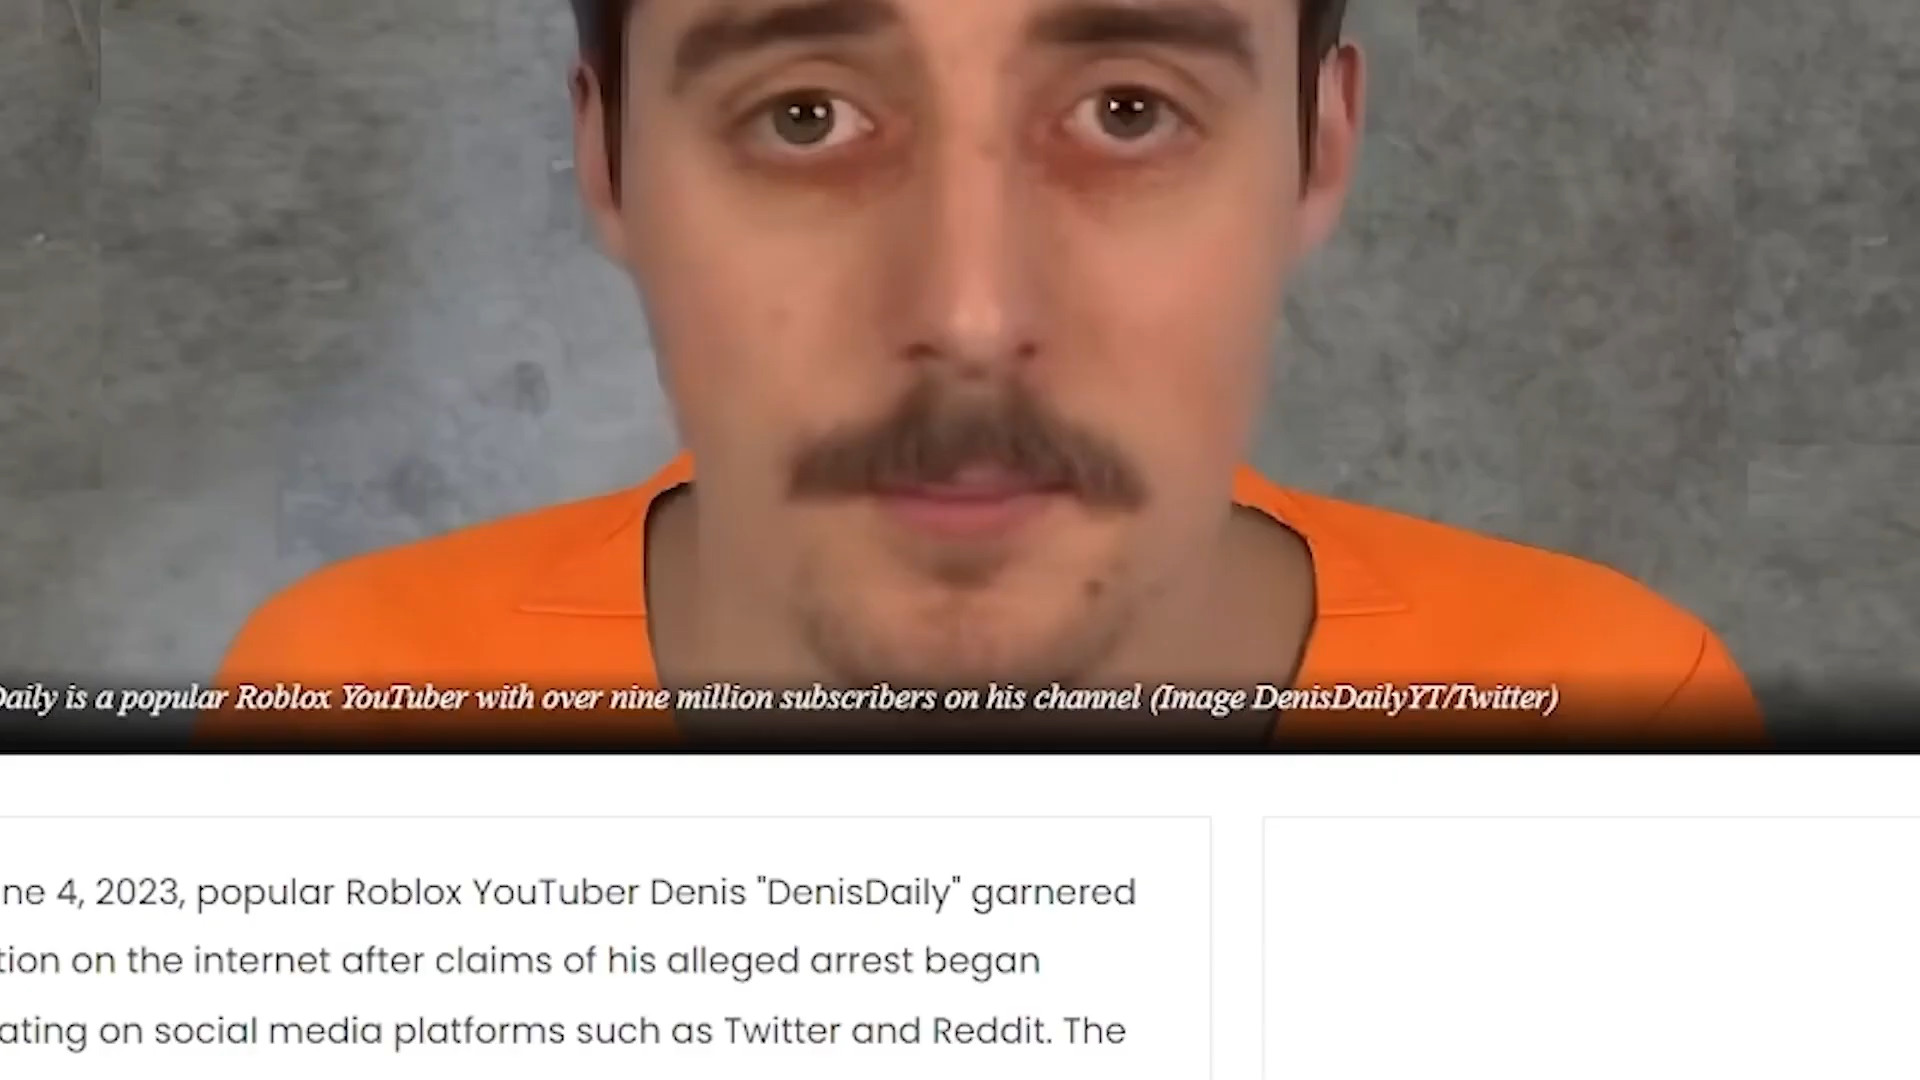 Daily is a popular Roblox YouTuber with over nine million subscribers on his channel (Image DenisDailyYT/Twitter)
ne 4, 2023, popular Roblox YouTuber Denis "DenisDaily" garnered
tion on the internet after claims of his alleged arrest began
ating on social media platforms such as Twitter and Reddit. The